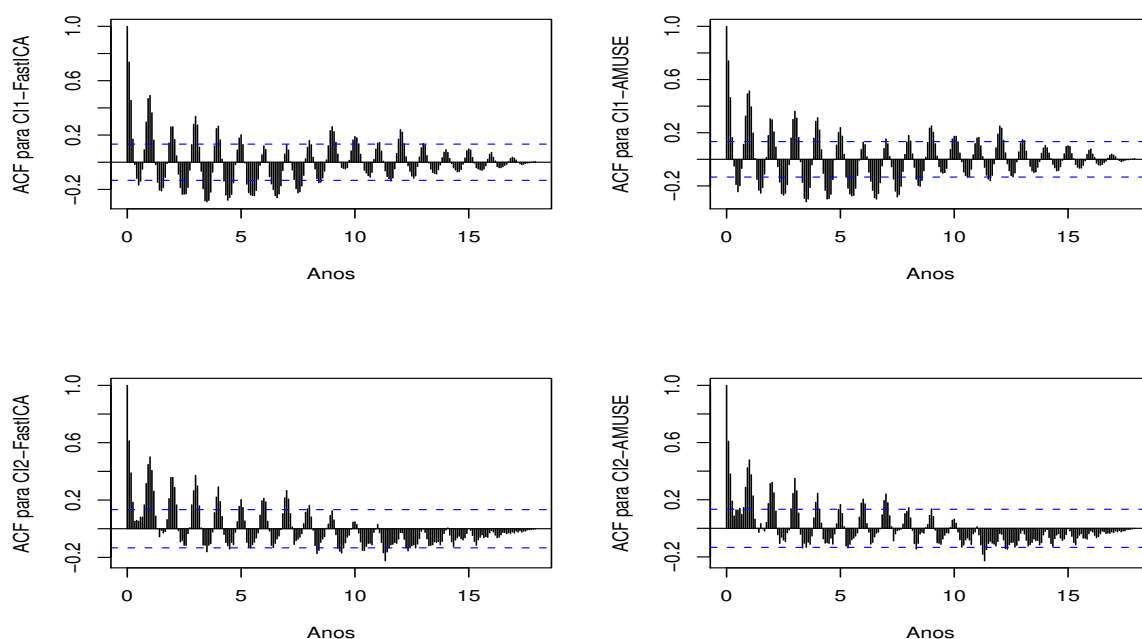 ACF para CI1−FastICA
1.0
0.6
0.2
−0.2
0 5 10 15
Anos
ACF para CI1−AMUSE
1.0
0.6
0.2
−0.2
0 5 10 15
Anos
ACF para CI2−FastICA
1.0
0.6
0.2
−0.2
0 5 10 15
Anos
ACF para CI2−AMUSE
1.0
0.6
0.2
−0.2
0 5 10 15
Anos